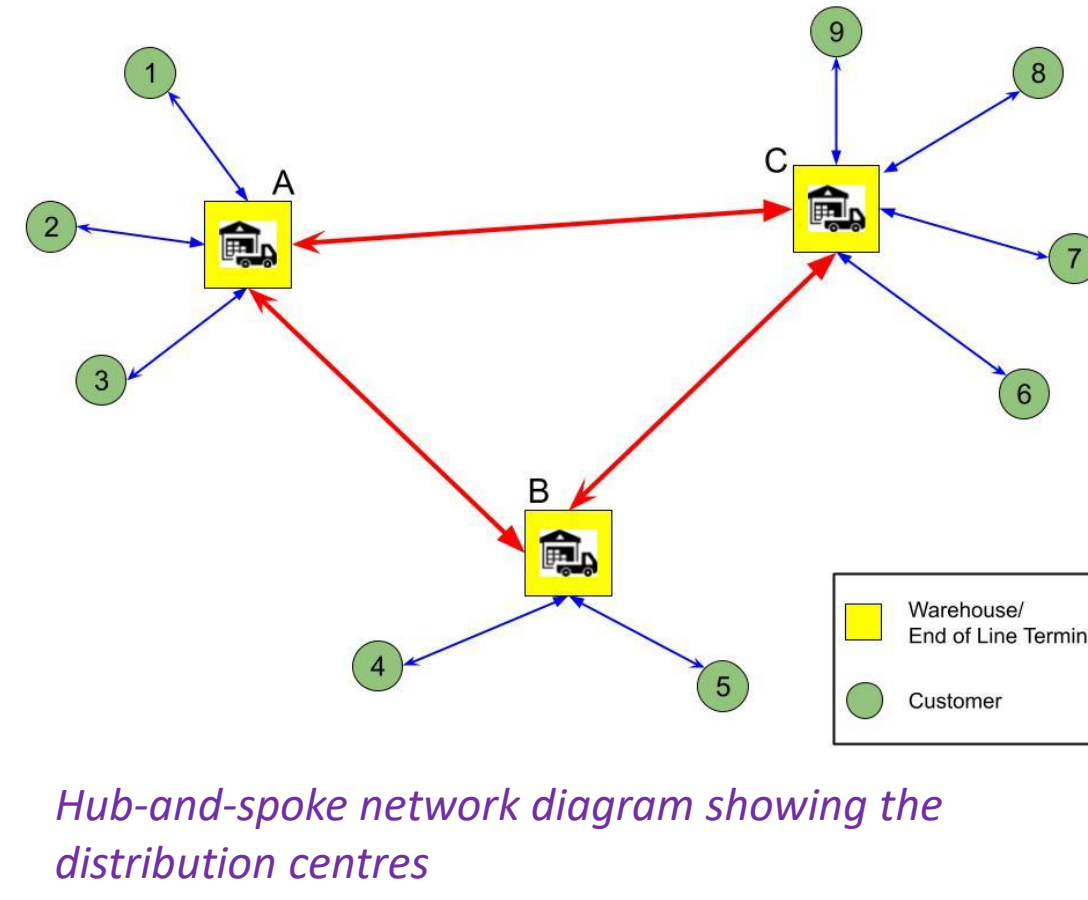 9
1
8
C
A
2
7
3
6
B
Warehouse/
End of Line Termin
4
5
Customer
Hub-and-spoke network diagram showing the
distribution centres